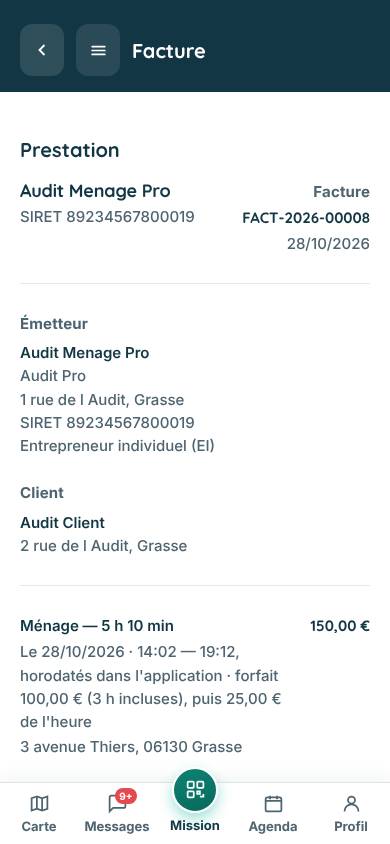 Facture
Prestation
Audit Menage Pro
Facture
SIRET 89234567800019
FACT-2026-00008
28/10/2026
Émetteur
Audit Menage Pro
Audit Pro
1 rue de l Audit, Grasse
SIRET 89234567800019
Entrepreneur individuel (EI)
Client
Audit Client
2 rue de l Audit, Grasse
Ménage — 5 h 10 min
150,00 €
Le 28/10/2026 · 14:02 — 19:12,
horodatés dans l'application · forfait
100,00 € (3 h incluses), puis 25,00 €
de l'heure
3 avenue Thiers, 06130 Grasse
9+
Carte
Messages
Mission
Agenda
Profil